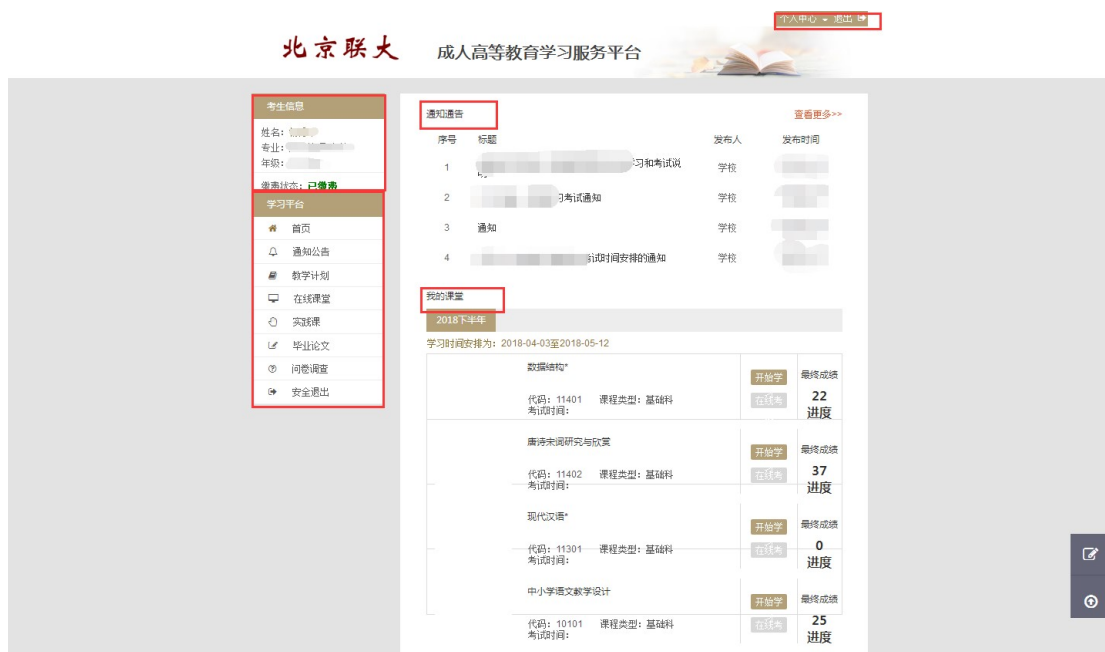 个人中心 退出
北京联大 成人高等教育学习服务平台
考生信息
姓名：
专业：
年级：
缴费状态：已缴费
学习平台
首页
通知公告
教学计划
在线课堂
实践课
毕业论文
问卷调查
安全退出
通知通告 查看更多>>
序号 标题 发布人 发布时间
1 习和考试说 学校
2 考试通知 学校
3 通知 学校
4 试时间安排的通知 学校
我的课堂
2018下半年
学习时间安排为：2018-04-03至2018-05-12
数据结构*
开始学 最终成绩
代码：11401 课程类型：基础科 在线考 22
考试时间： 进度
唐诗宋词研究与欣赏
开始学 最终成绩
代码：11402 课程类型：基础科 在线考 37
考试时间： 进度
现代汉语*
开始学 最终成绩
代码：11301 课程类型：基础科 在线考 0
考试时间： 进度
中小学语文教学设计
开始学 最终成绩
代码：10101 课程类型：基础科 在线考 25
考试时间： 进度